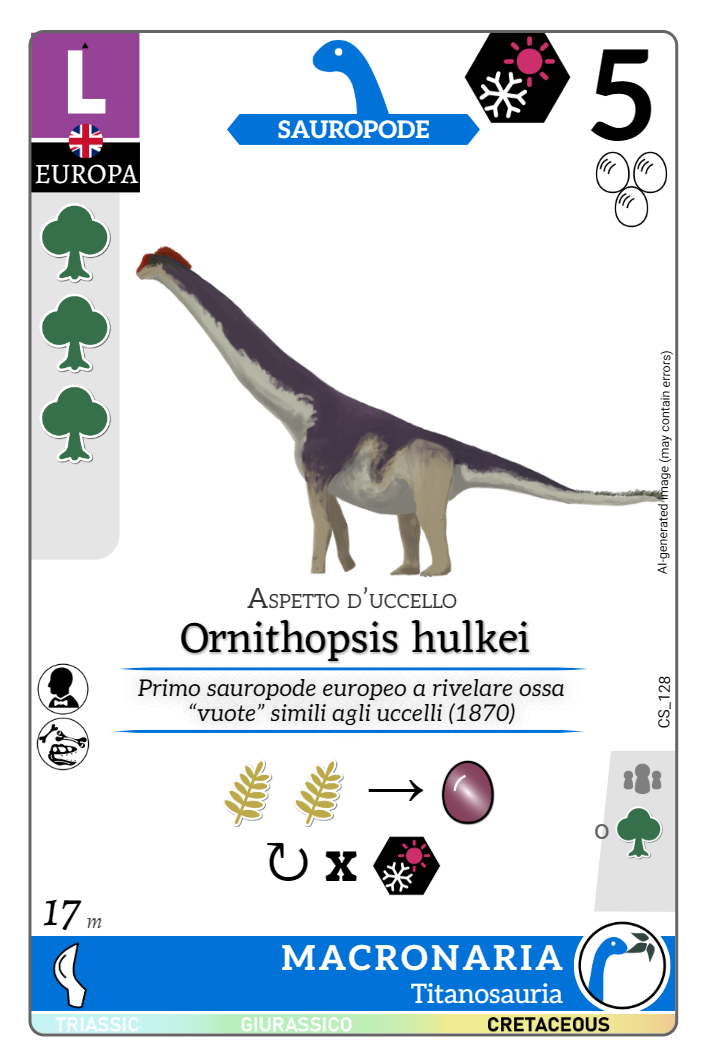 L
SAUROPODE
5
EUROPA
AI-generated image (may contain errors)
ASPETTO D'UCCELLO
Ornithopsis hulkei
Primo sauropode europeo a rivelare ossa
“vuote” simili agli uccelli (1870)
CS_128
o
x
17 m
MACRONARIA
Titanosauria
TRIASSIC
GIURASSICO
CRETACEOUS